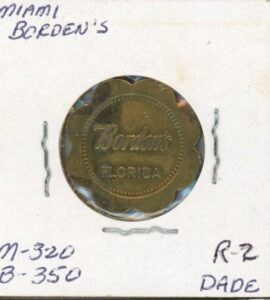 MIAMI
BORDEN'S
Borden's
FLORIDA
M-320
B-350
R-2
DADE